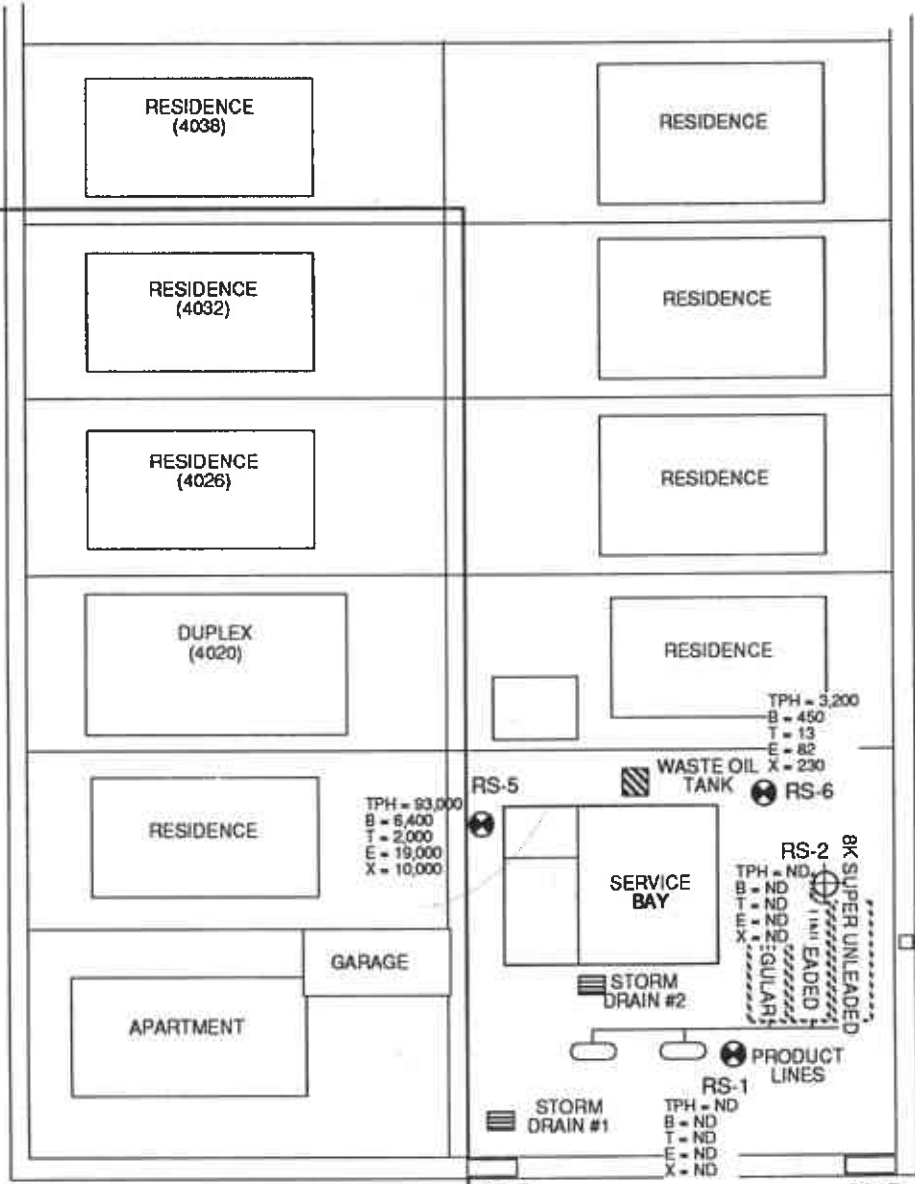 RESIDENCE
(4038)
RESIDENCE
RESIDENCE
(4032)
RESIDENCE
RESIDENCE
(4026)
RESIDENCE
DUPLEX
(4020)
RESIDENCE
TPH = 3,200
B = 450
T = 13
E = 82
X = 230
WASTE OIL
TANK
RS-6
RS-5
TPH = 93,000
B = 6,400
T = 2,000
E = 19,000
X = 10,000
RESIDENCE
SERVICE
BAY
RS-2
TPH = ND
B = ND
T = ND
E = ND
X = ND
8K SUPER UNLEADED
GARAGE
APARTMENT
STORM
DRAIN #2
PRODUCT
LINES
RS-1
TPH = ND
B = ND
T = ND
E = ND
X = ND
STORM
DRAIN #1